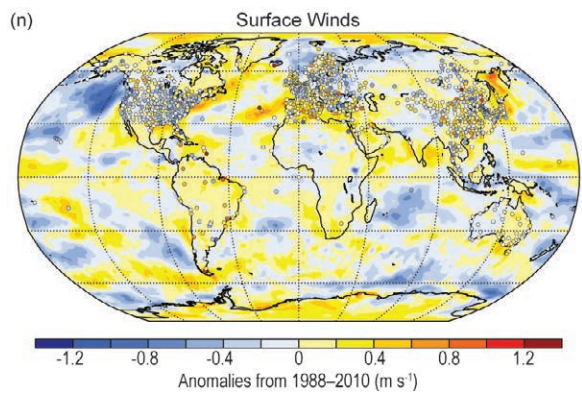 (n) Surface Winds
-1.2 -0.8 -0.4 0 0.4 0.8 1.2
Anomalies from 1988–2010 (m s⁻¹)